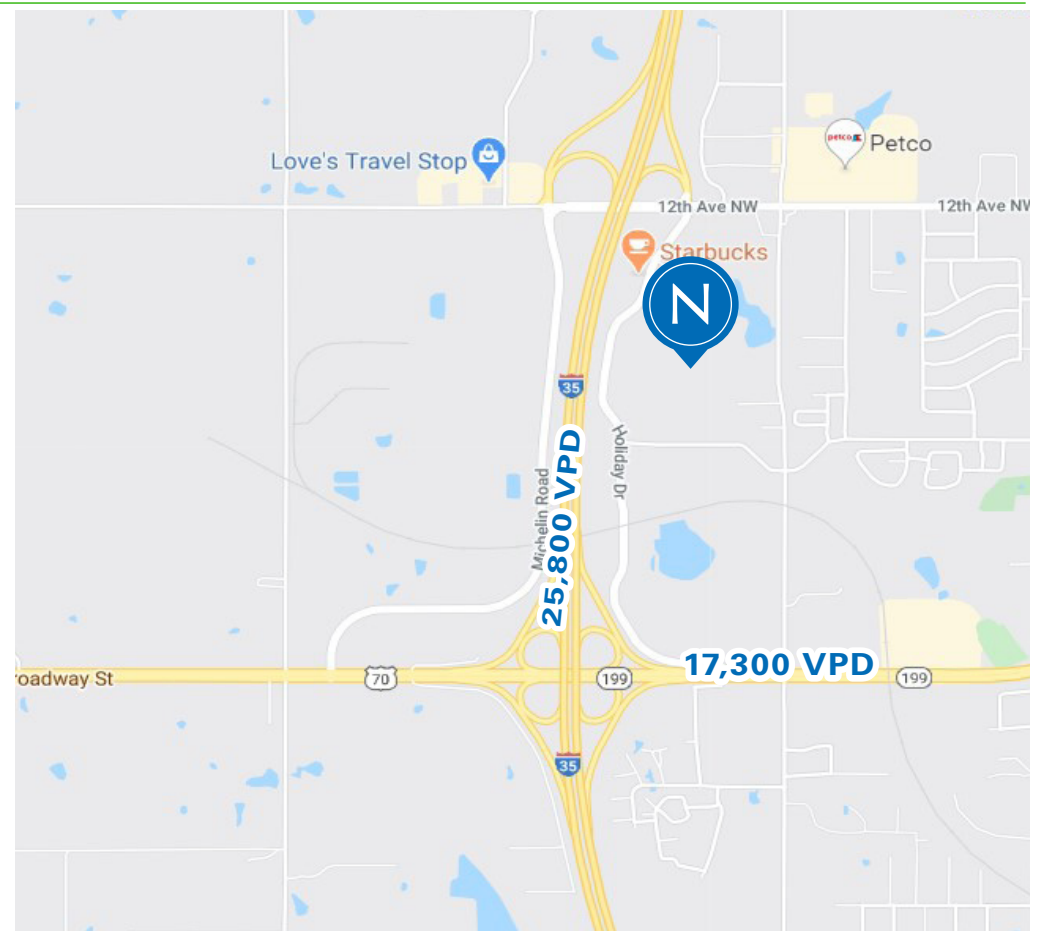 petco
Petco
Love's Travel Stop
12th Ave NW
12th Ave NW
Starbucks
N
35
Holiday Dr
Michelin Road
25,800 VPD
17,300 VPD
roadway St
70
199
199
35